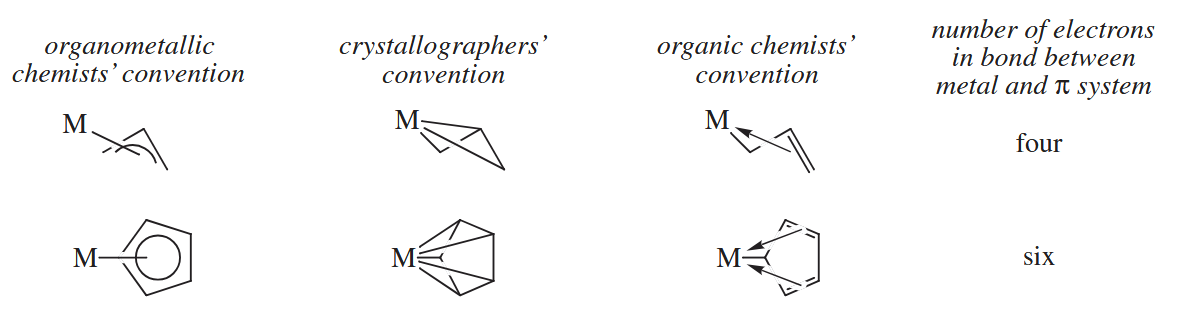 organometallic
chemists' convention
crystallographers'
convention
organic chemists'
convention
number of electrons
in bond between
metal and π system
M
M
M
four
M
M
M
six